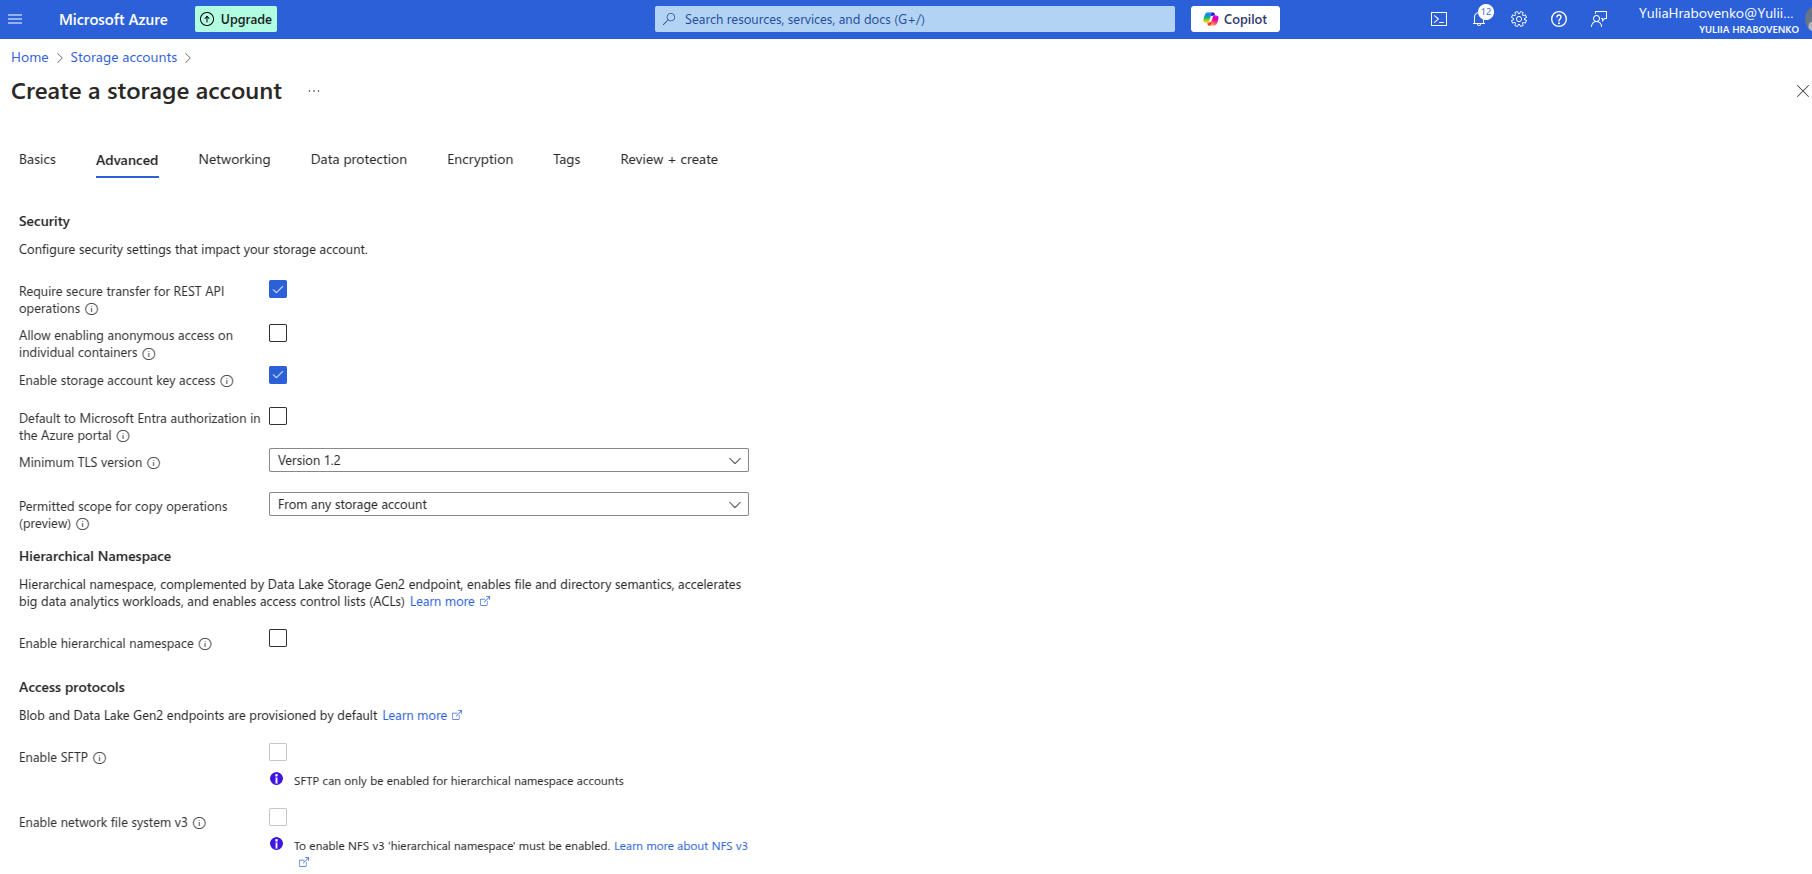 Microsoft Azure
Upgrade
Search resources, services, and docs (G+/)
Copilot
12
YuliaHrabovenko@Yulii...
YULIIA HRABOVENKO
Home > Storage accounts >
Create a storage account ...
Basics Advanced Networking Data protection Encryption Tags Review + create
Security
Configure security settings that impact your storage account.
Require secure transfer for REST API
operations
Allow enabling anonymous access on
individual containers
Enable storage account key access
Default to Microsoft Entra authorization in
the Azure portal
Minimum TLS version
Version 1.2
Permitted scope for copy operations
(preview)
From any storage account
Hierarchical Namespace
Hierarchical namespace, complemented by Data Lake Storage Gen2 endpoint, enables file and directory semantics, accelerates
big data analytics workloads, and enables access control lists (ACLs) Learn more
Enable hierarchical namespace
Access protocols
Blob and Data Lake Gen2 endpoints are provisioned by default Learn more
Enable SFTP
SFTP can only be enabled for hierarchical namespace accounts
Enable network file system v3
To enable NFS v3 'hierarchical namespace' must be enabled. Learn more about NFS v3